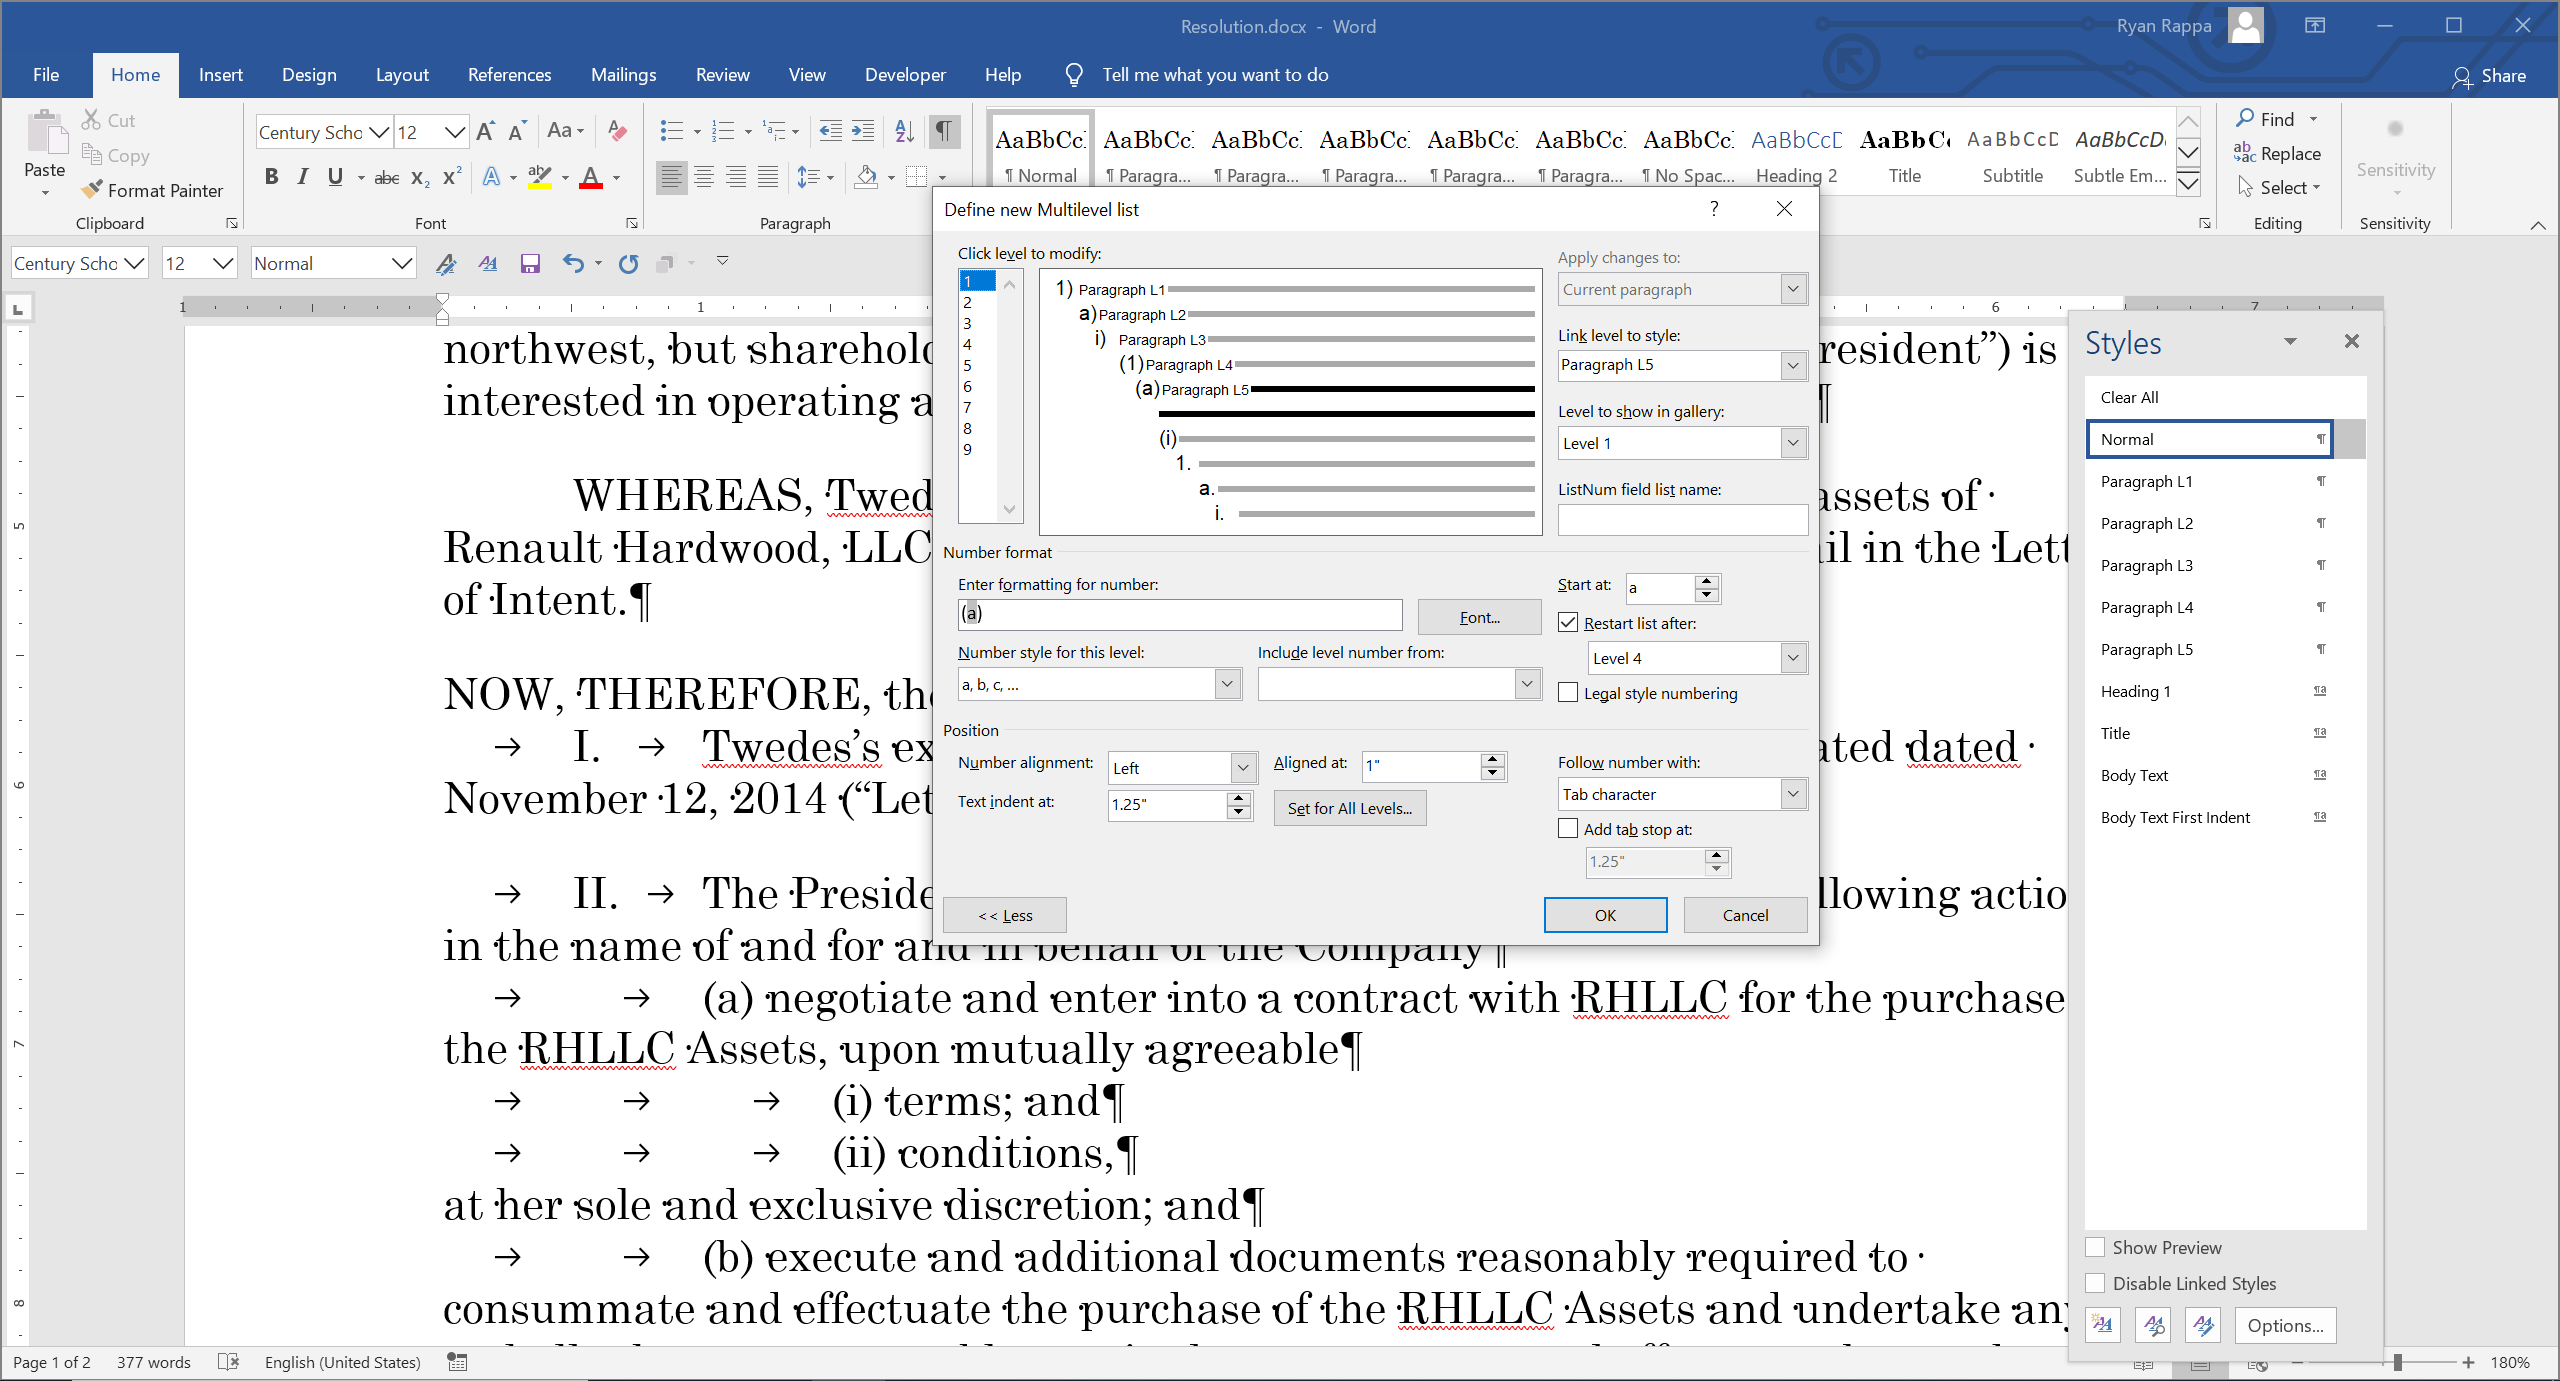 Resolution.docx - Word
Ryan Rappa
File Home Insert Design Layout References Mailings Review View Developer Help Tell me what you want to do
Share
Paste
Cut
Copy
Format Painter
Clipboard
Century Scho 12
Aa
B I U abc x₂ x² A ab A
Font
Paragraph
AaBbCc ¶ Normal
AaBbCc ¶ Paragra...
AaBbCc ¶ Paragra...
AaBbCc ¶ Paragra...
AaBbCc ¶ Paragra...
AaBbCc ¶ Paragra...
AaBbCc ¶ No Spac...
AaBbCcD Heading 2
AaBbCc Title
AaBbCcD Subtitle
AaBbCcD Subtle Em...
Find
Replace
Select
Editing
Sensitivity
Sensitivity
Century Scho 12 Normal
1 1 6 7
5
6
7
8
northwest, but sharehol
resident”) is
interested in operating a
¶
WHEREAS, Twed
assets of
Renault Hardwood, LLC
il in the Lett
of Intent.¶
NOW, THEREFORE, the
I. Twedes’s ex
ated dated
November 12, 2014 (“Let
II. The Preside
llowing actio
in the name of and for and in behalf of the Company¶
(a) negotiate and enter into a contract with RHLLC for the purchase
the RHLLC Assets, upon mutually agreeable¶
(i) terms; and¶
(ii) conditions,¶
at her sole and exclusive discretion; and¶
(b) execute and additional documents reasonably required to
consummate and effectuate the purchase of the RHLLC Assets and undertake any
Define new Multilevel list
?
Click level to modify:
1
2
3
4
5
6
7
8
9
1) Paragraph L1
a) Paragraph L2
i) Paragraph L3
(1) Paragraph L4
(a) Paragraph L5
(i)
1.
a.
i.
Apply changes to:
Current paragraph
Link level to style:
Paragraph L5
Level to show in gallery:
Level 1
ListNum field list name:
Number format
Enter formatting for number:
(a)
Font...
Start at: a
Restart list after:
Level 4
Legal style numbering
Number style for this level:
a, b, c, ...
Include level number from:
Position
Number alignment: Left
Aligned at: 1"
Text indent at: 1.25"
Set for All Levels...
Follow number with:
Tab character
Add tab stop at:
1.25"
<< Less
OK
Cancel
Styles
Clear All
Normal ¶
Paragraph L1 ¶
Paragraph L2 ¶
Paragraph L3 ¶
Paragraph L4 ¶
Paragraph L5 ¶
Heading 1 ¶a
Title ¶a
Body Text ¶a
Body Text First Indent ¶a
Show Preview
Disable Linked Styles
Options...
Page 1 of 2 377 words English (United States)
180%